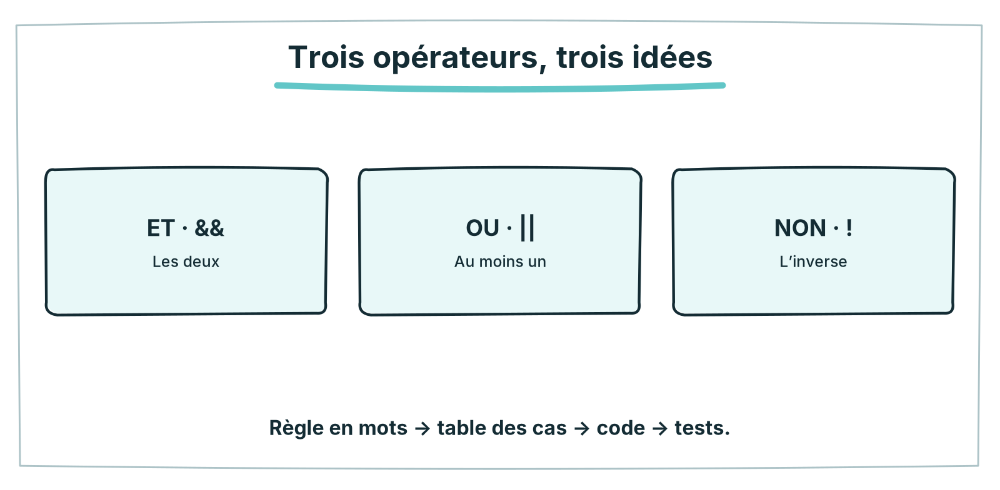 Trois opérateurs, trois idées
ET · &&
Les deux
OU · ||
Au moins un
NON · !
L’inverse
Règle en mots → table des cas → code → tests.